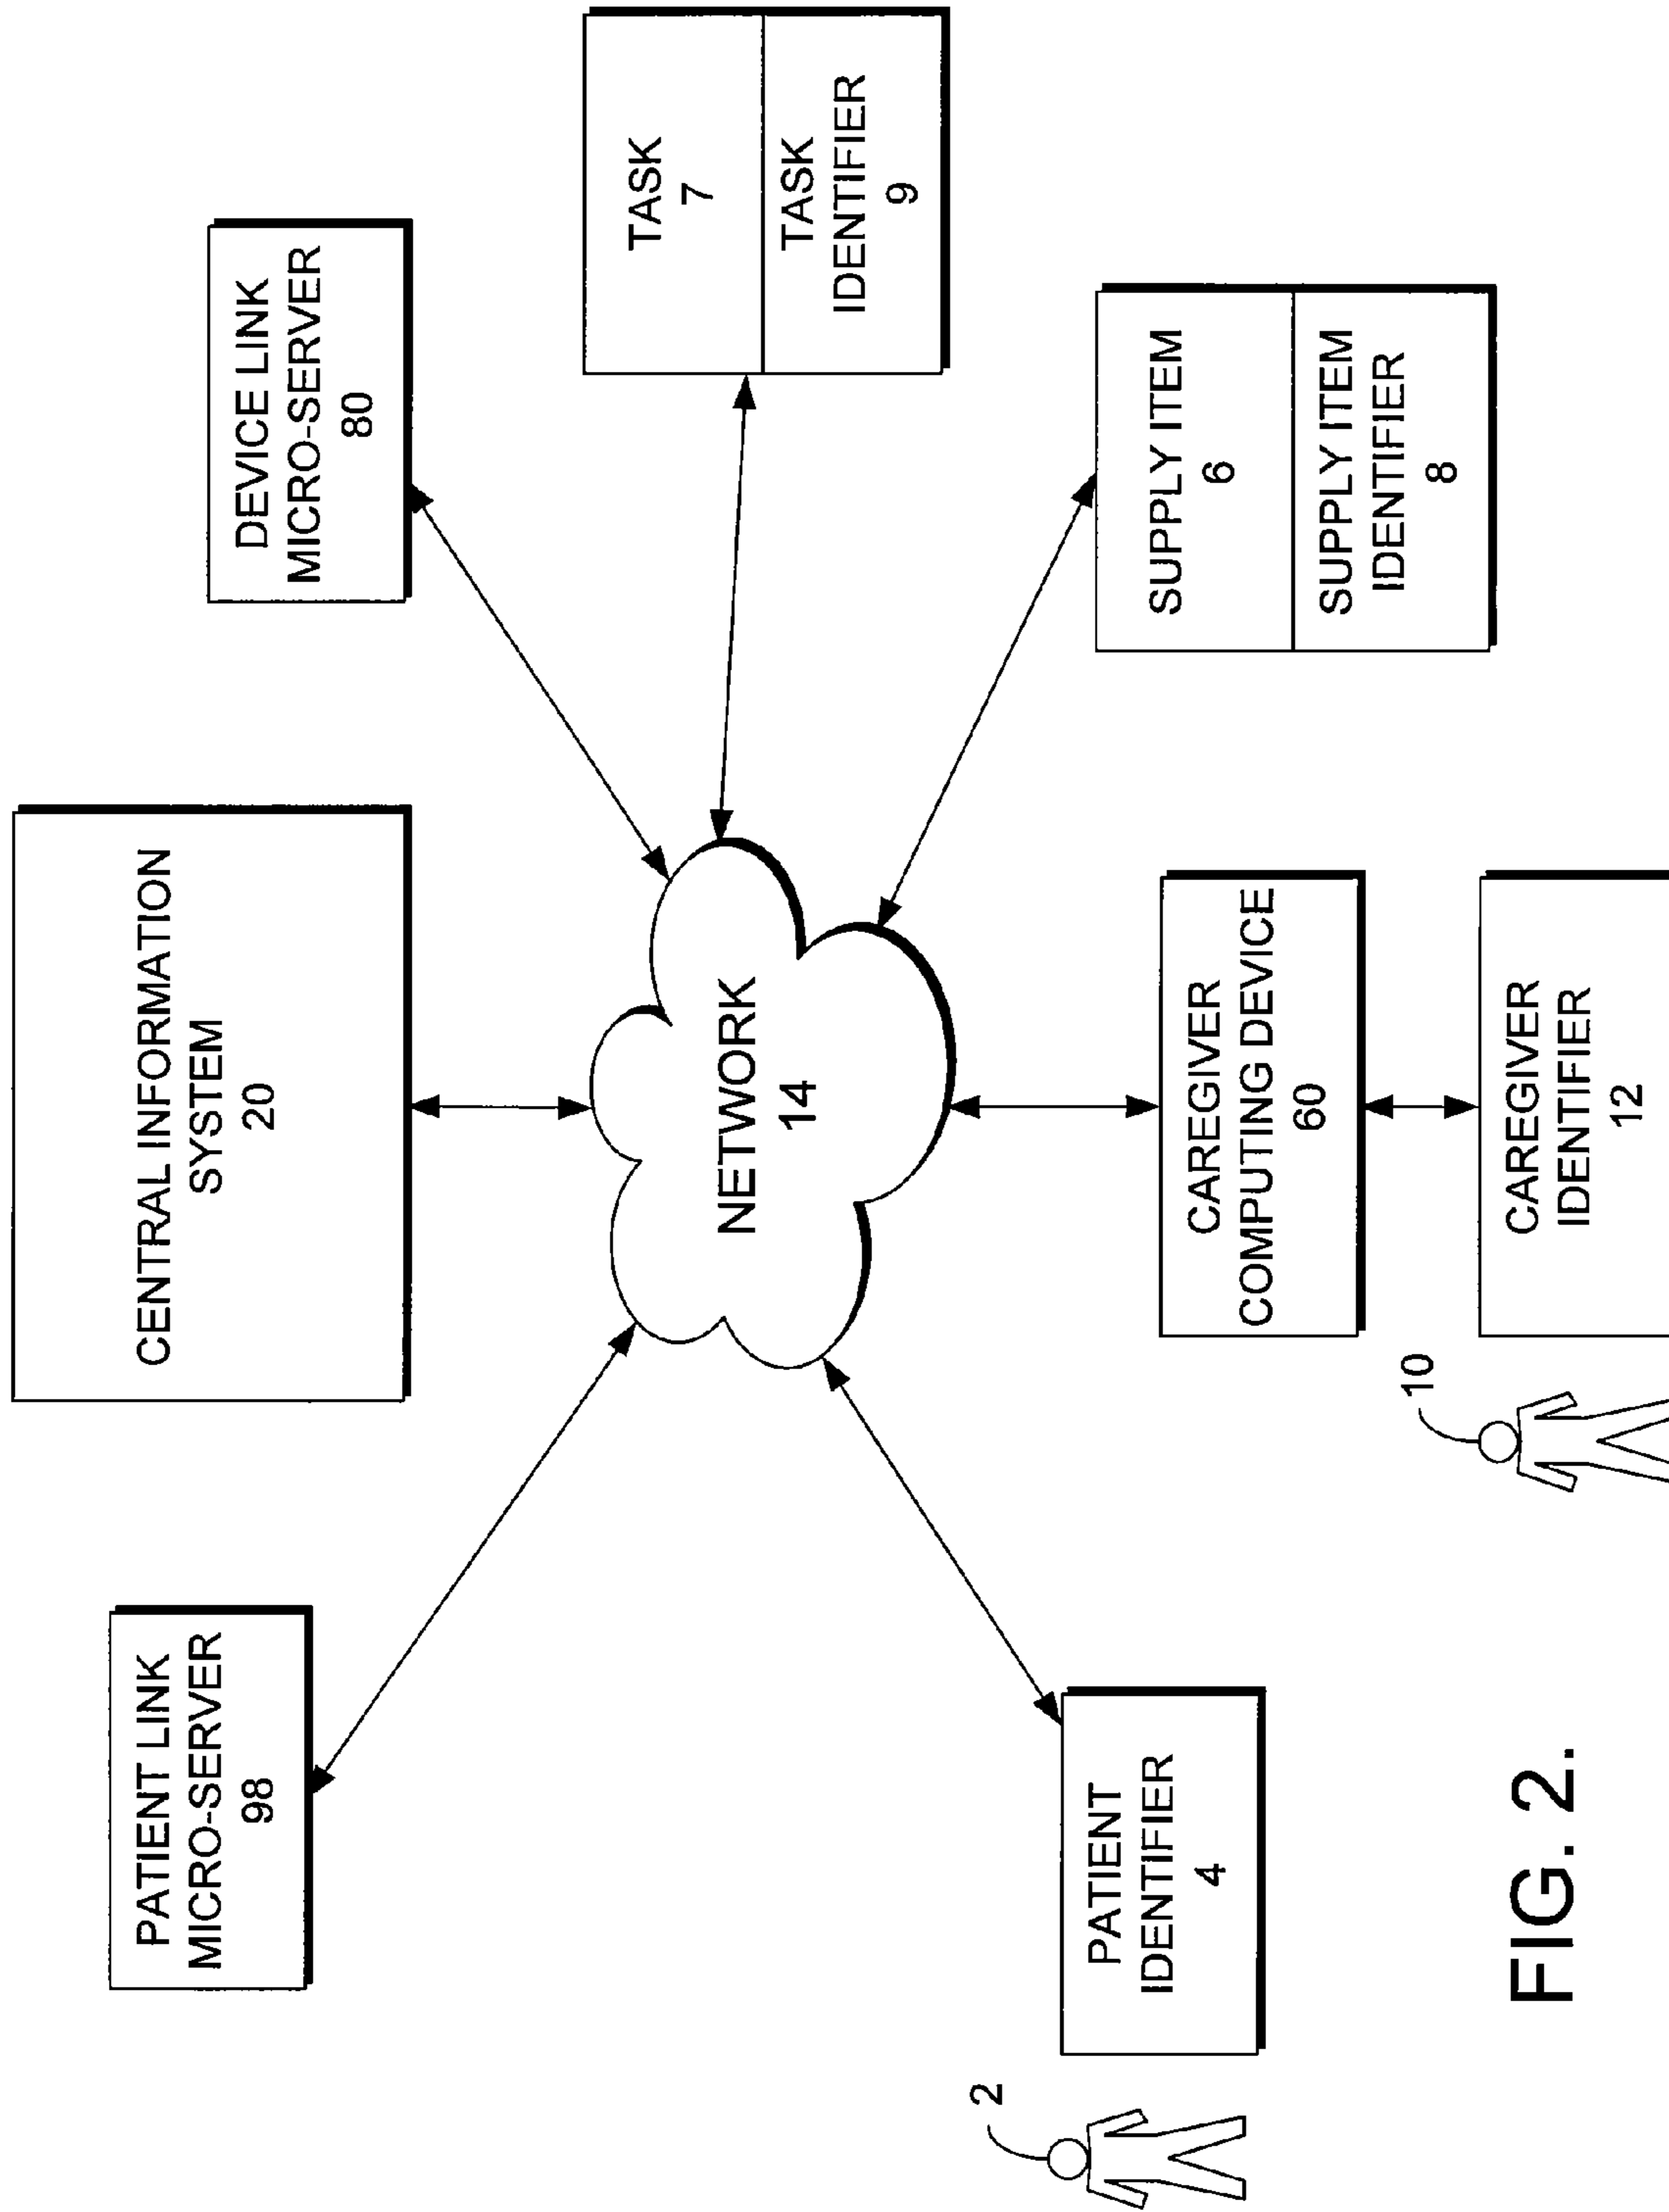 PATIENT LINK
MICRO-SERVER
98
CENTRAL INFORMATION
SYSTEM
20
DEVICE LINK
MICRO-SERVER
80
NETWORK
14
TASK
7
TASK
IDENTIFIER
9
2
PATIENT
IDENTIFIER
4
CAREGIVER
COMPUTING DEVICE
60
SUPPLY ITEM
6
SUPPLY ITEM
IDENTIFIER
8
10
CAREGIVER
IDENTIFIER
12
FIG. 2.